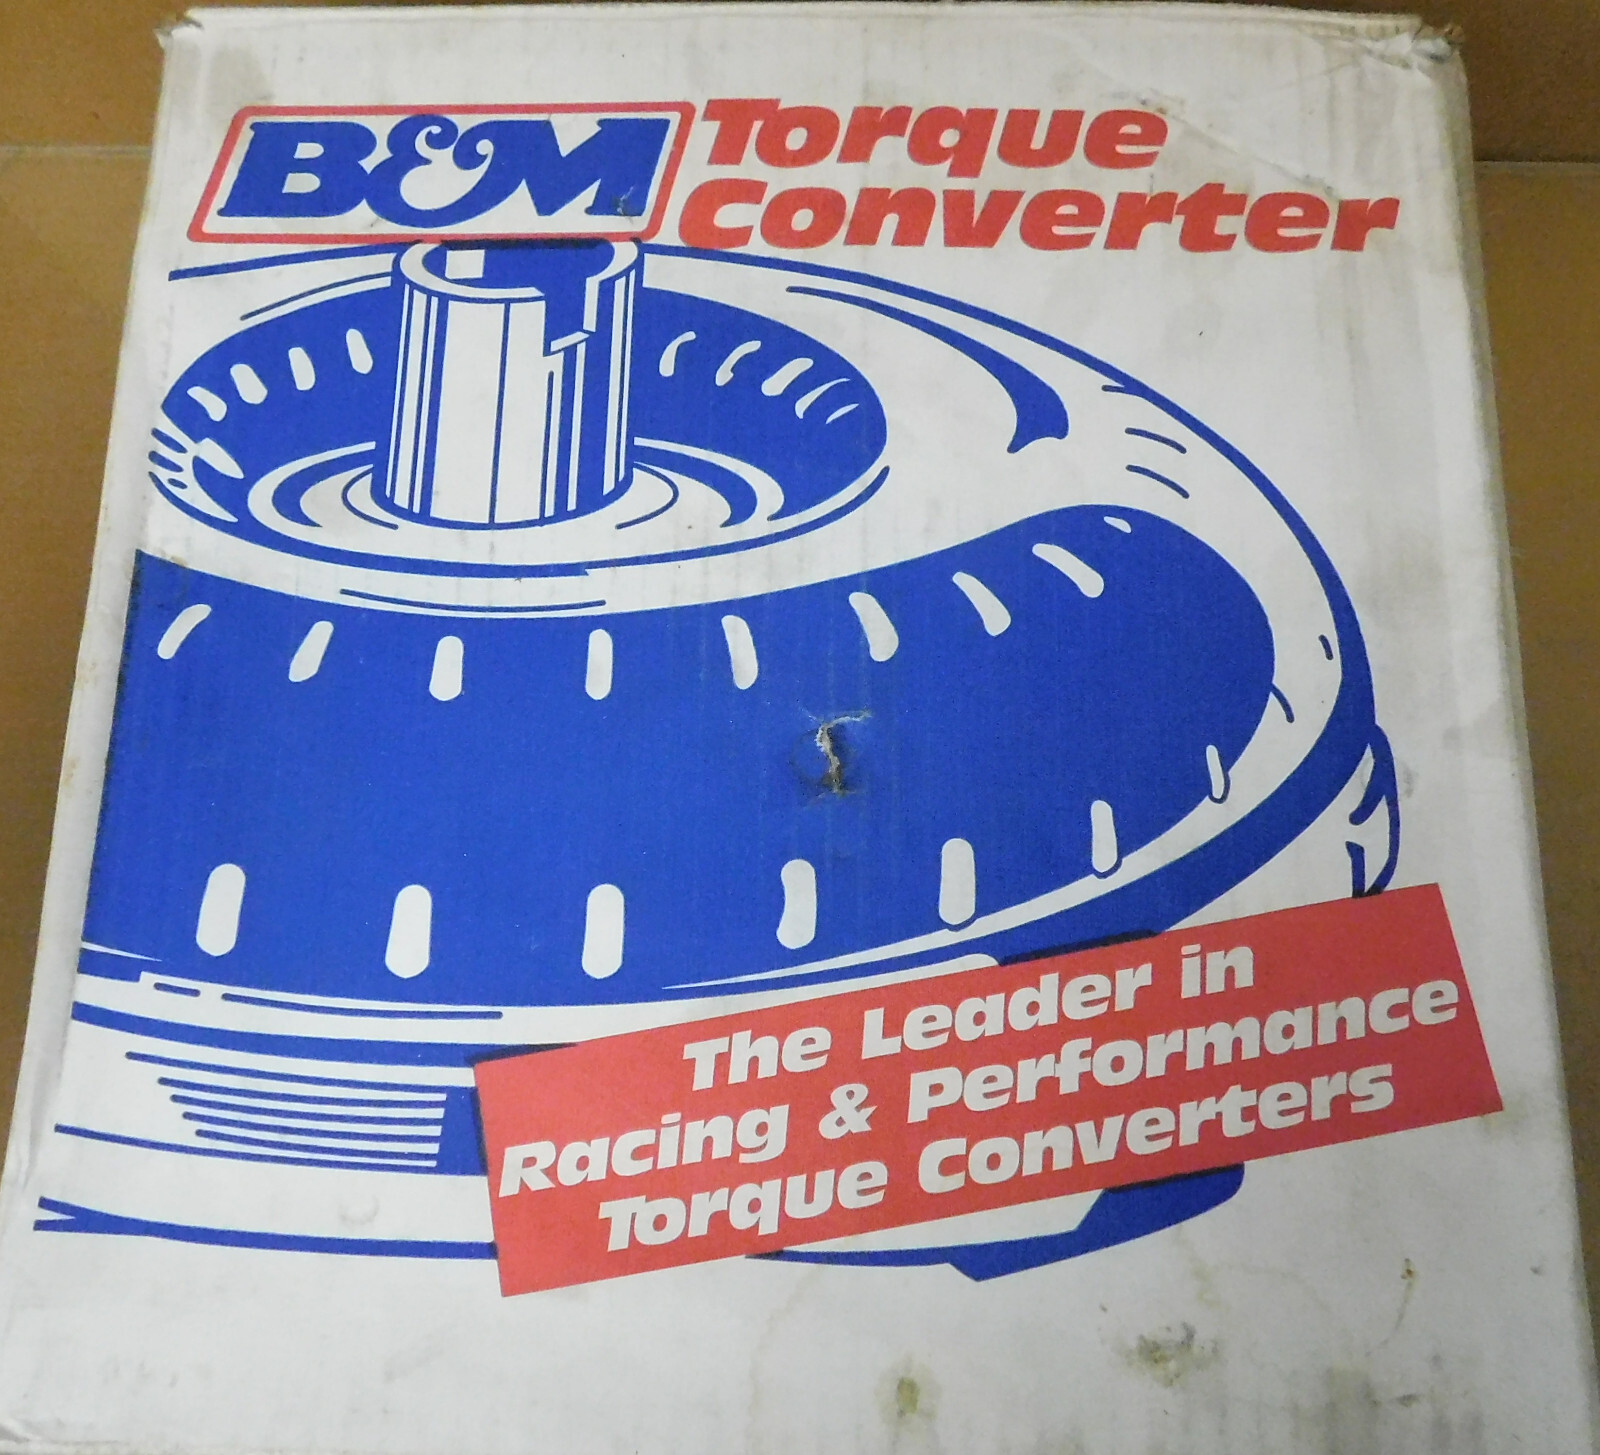 B&M Torque
Converter
The Leader in
Racing & Performance
Torque Converters